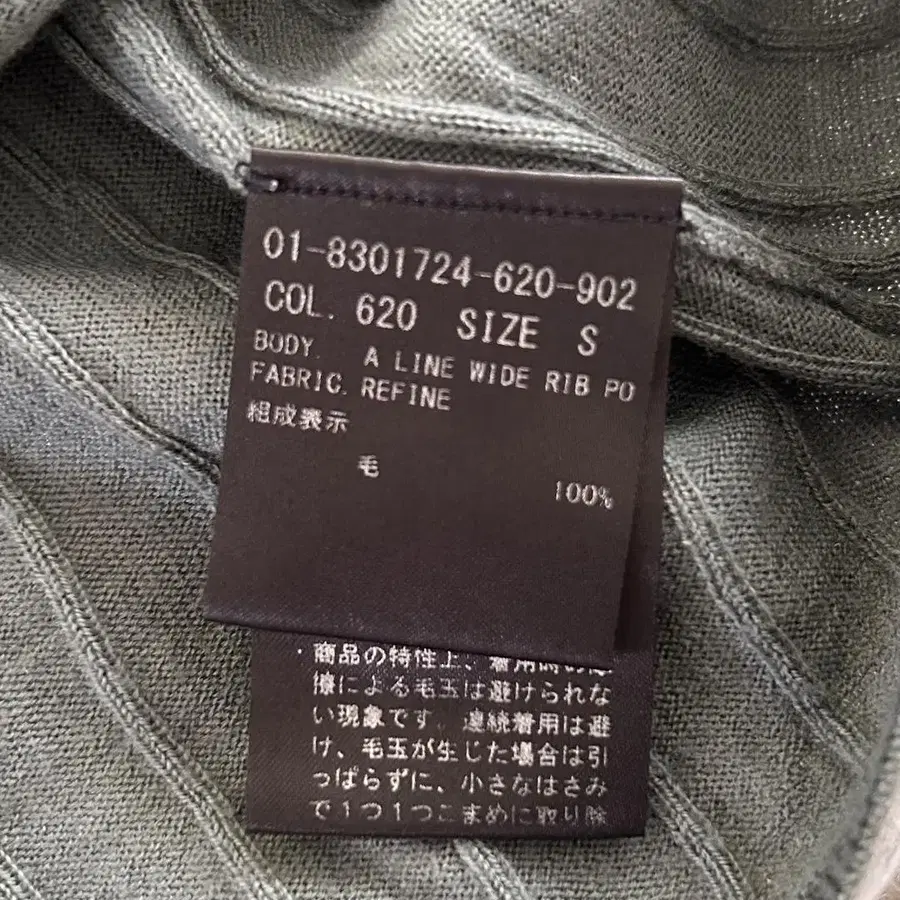 01-8301724-620-902
COL. 620 SIZE S
BODY. A LINE WIDE RIB PO
FABRIC. REFINE
組成表示
毛
100%
・商品の特性上、着用時の
擦による毛玉は避けられな
い現象です。連続着用は避
け、毛玉が生じた場合は引
っぱらずに、小さなはさみ
で1つ1つこまめに取り除